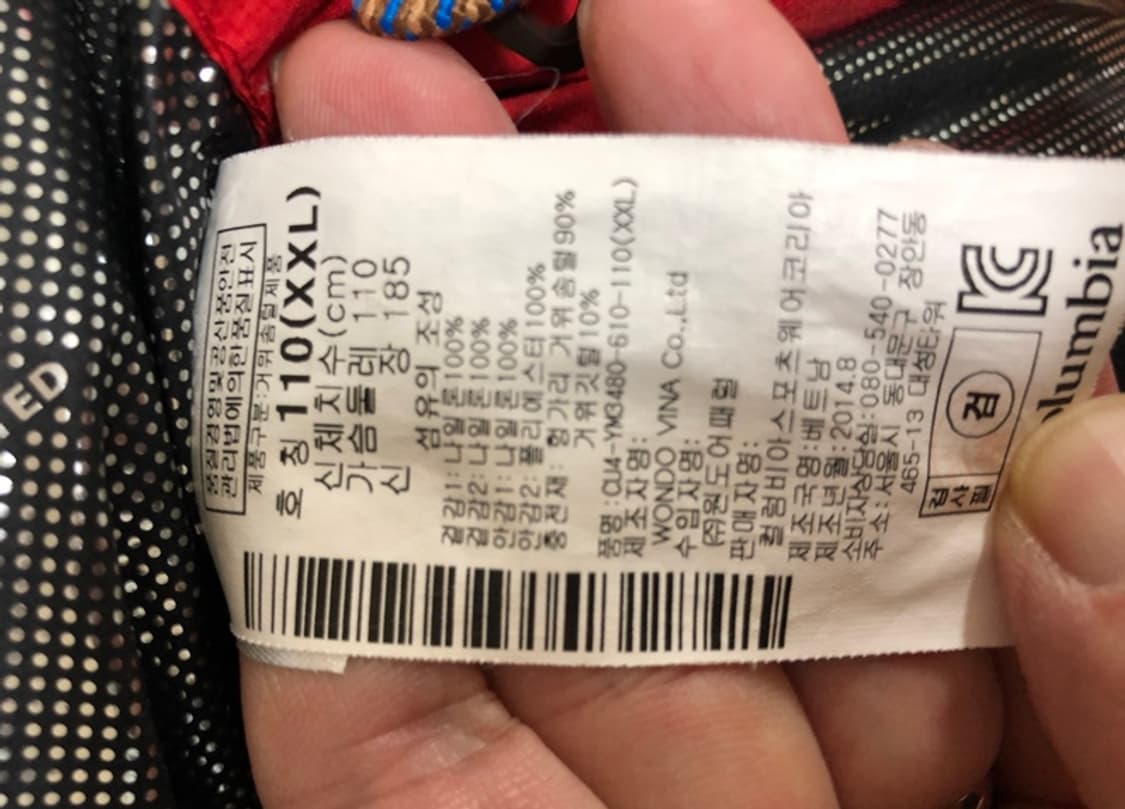 품질경영및공산품안전
관리법에의한품질표시
제품구분:거위솜털제품
호 칭 110(XXL)
신체치수(cm)
가슴둘레 110
신 장 185
섬유의 조성
겉감1: 나일론100%
겉감2: 나일론100%
안감1: 나일론100%
안감2: 폴리에스터100%
충전재: 헝가리 거위솜털90%
거위깃털10%
품명:CL4-YM3480-610-110(XXL)
제조자명:
WONDO VINA Co.,Ltd
수입자명:
(주)원도어패럴
판매자명:
컬럼비아스포츠웨어코리아
제조국명:베트남
제조년월:2014.8
소비자상담실:080-540-0277
주소:서울시 동대문구 장안동
465-13 대성타워
검사필
검
KC
olumbia
ED